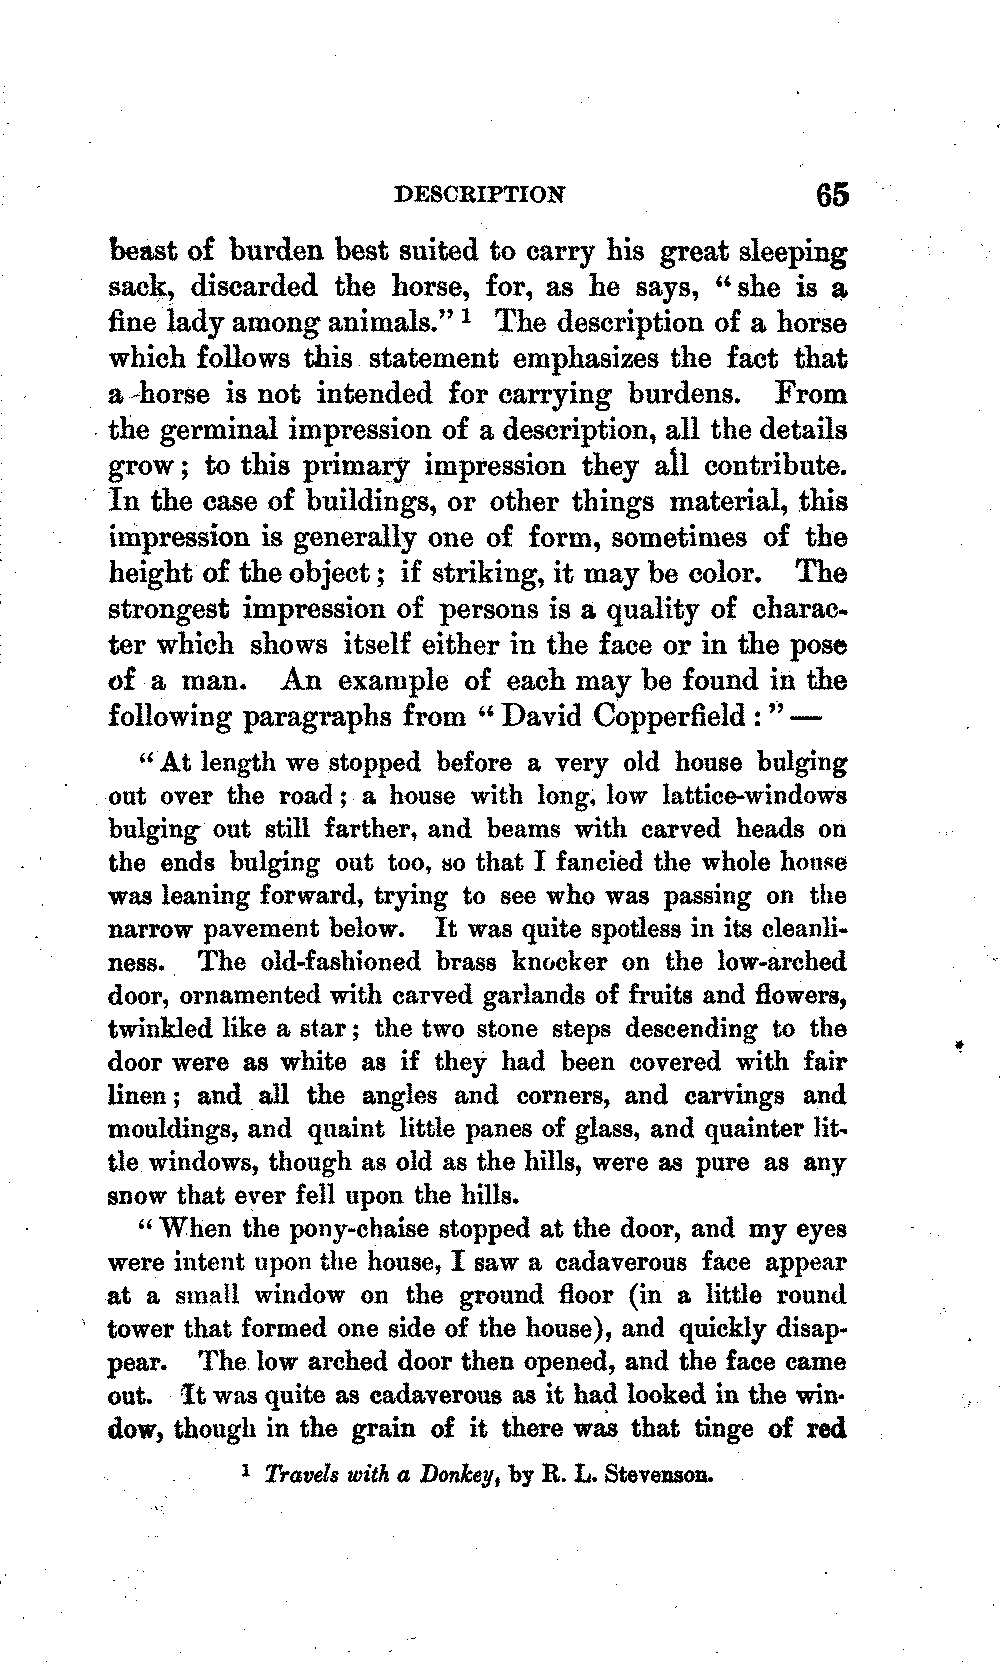 DESCRIPTION 65
beast of burden best suited to carry his great sleeping
sack, discarded the horse, for, as he says, “she is a
fine lady among animals.” ¹ The description of a horse
which follows this statement emphasizes the fact that
a horse is not intended for carrying burdens. From
the germinal impression of a description, all the details
grow; to this primary impression they all contribute.
In the case of buildings, or other things material, this
impression is generally one of form, sometimes of the
height of the object; if striking, it may be color. The
strongest impression of persons is a quality of charac-
ter which shows itself either in the face or in the pose
of a man. An example of each may be found in the
following paragraphs from “David Copperfield:”—
“At length we stopped before a very old house bulging
out over the road; a house with long, low lattice-windows
bulging out still farther, and beams with carved heads on
the ends bulging out too, so that I fancied the whole house
was leaning forward, trying to see who was passing on the
narrow pavement below. It was quite spotless in its cleanli-
ness. The old-fashioned brass knocker on the low-arched
door, ornamented with carved garlands of fruits and flowers,
twinkled like a star; the two stone steps descending to the
door were as white as if they had been covered with fair
linen; and all the angles and corners, and carvings and
mouldings, and quaint little panes of glass, and quainter lit-
tle windows, though as old as the hills, were as pure as any
snow that ever fell upon the hills.
“When the pony-chaise stopped at the door, and my eyes
were intent upon the house, I saw a cadaverous face appear
at a small window on the ground floor (in a little round
tower that formed one side of the house), and quickly disap-
pear. The low arched door then opened, and the face came
out. It was quite as cadaverous as it had looked in the win-
dow, though in the grain of it there was that tinge of red
¹ Travels with a Donkey, by R. L. Stevenson.